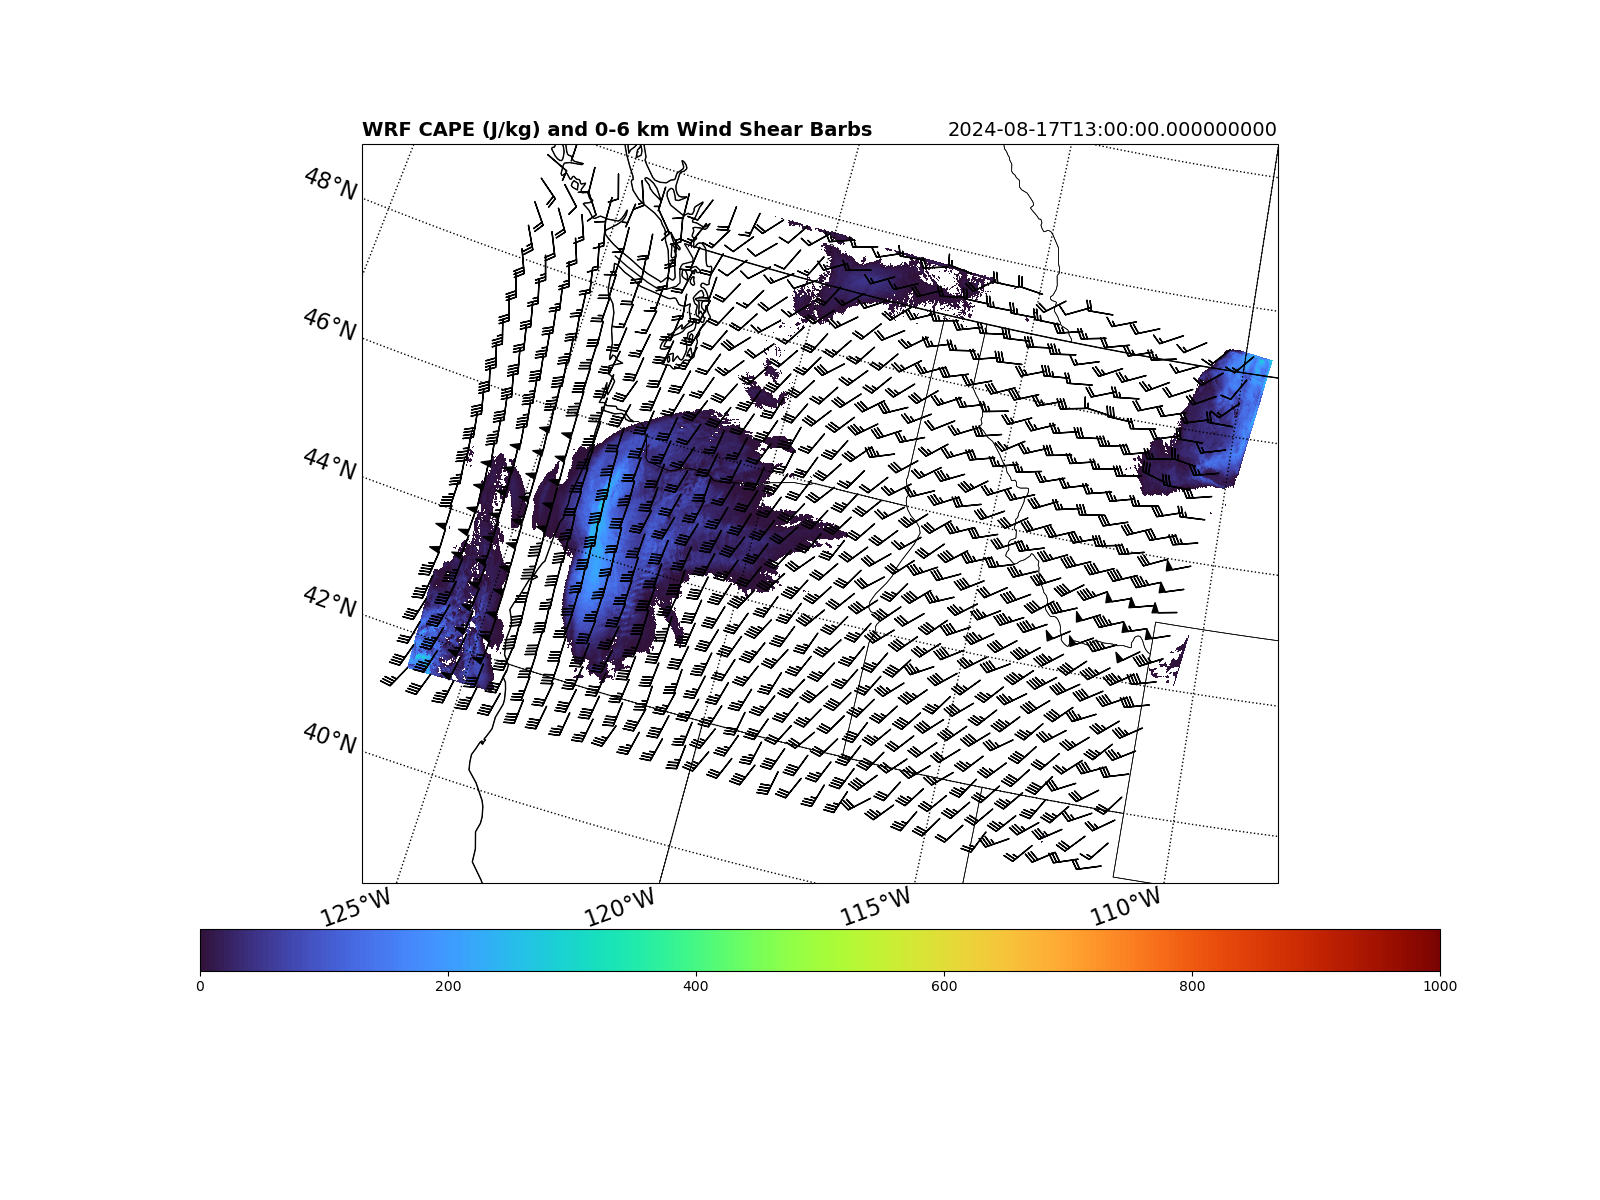 WRF CAPE (J/kg) and 0-6 km Wind Shear Barbs
2024-08-17T13:00:00.000000000
48°N
46°N
44°N
42°N
40°N
125°W
120°W
115°W
110°W
0
200
400
600
800
1000